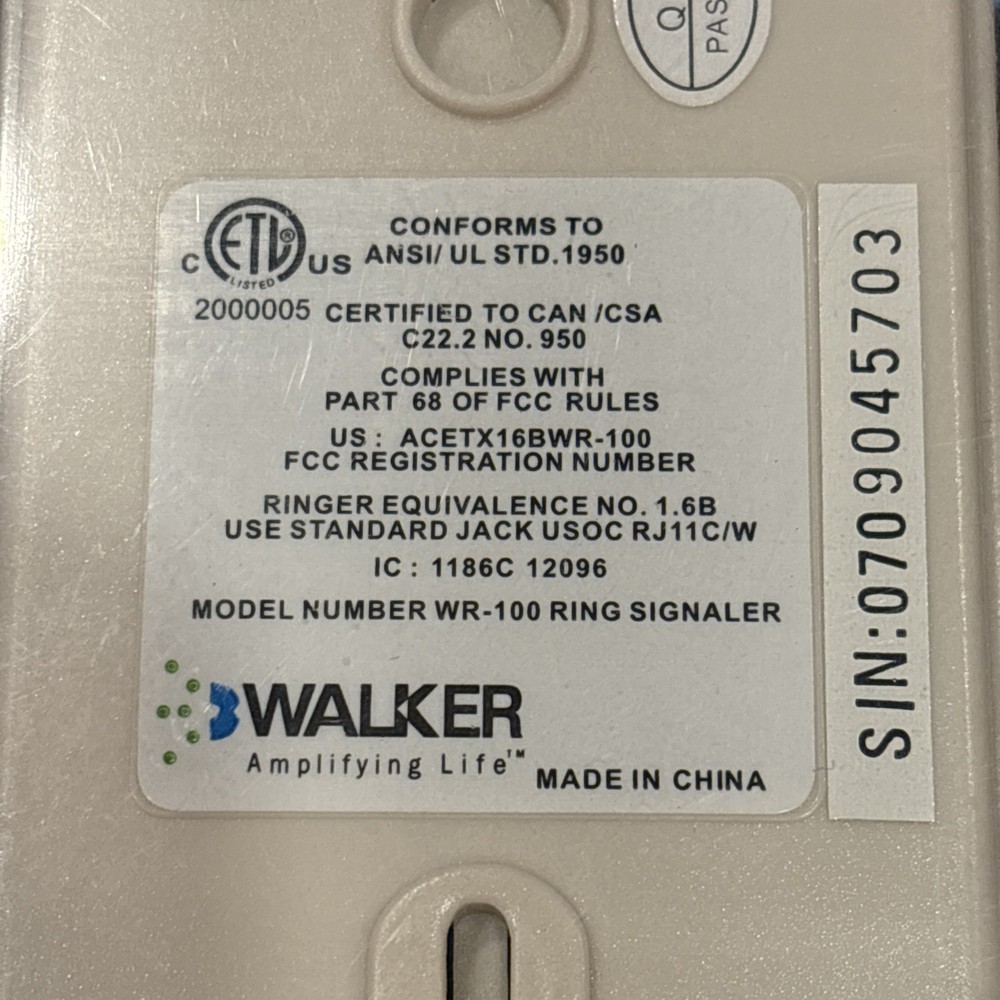 Q
PAS
ETL®
LISTED
C US
2000005
CONFORMS TO
ANSI/ UL STD.1950
CERTIFIED TO CAN /CSA
C22.2 NO. 950
COMPLIES WITH
PART 68 OF FCC RULES
US : ACETX16BWR-100
FCC REGISTRATION NUMBER
RINGER EQUIVALENCE NO. 1.6B
USE STANDARD JACK USOC RJ11C/W
IC : 1186C 12096
MODEL NUMBER WR-100 RING SIGNALER
WALKER
Amplifying Life™
MADE IN CHINA
S/N:0709045703